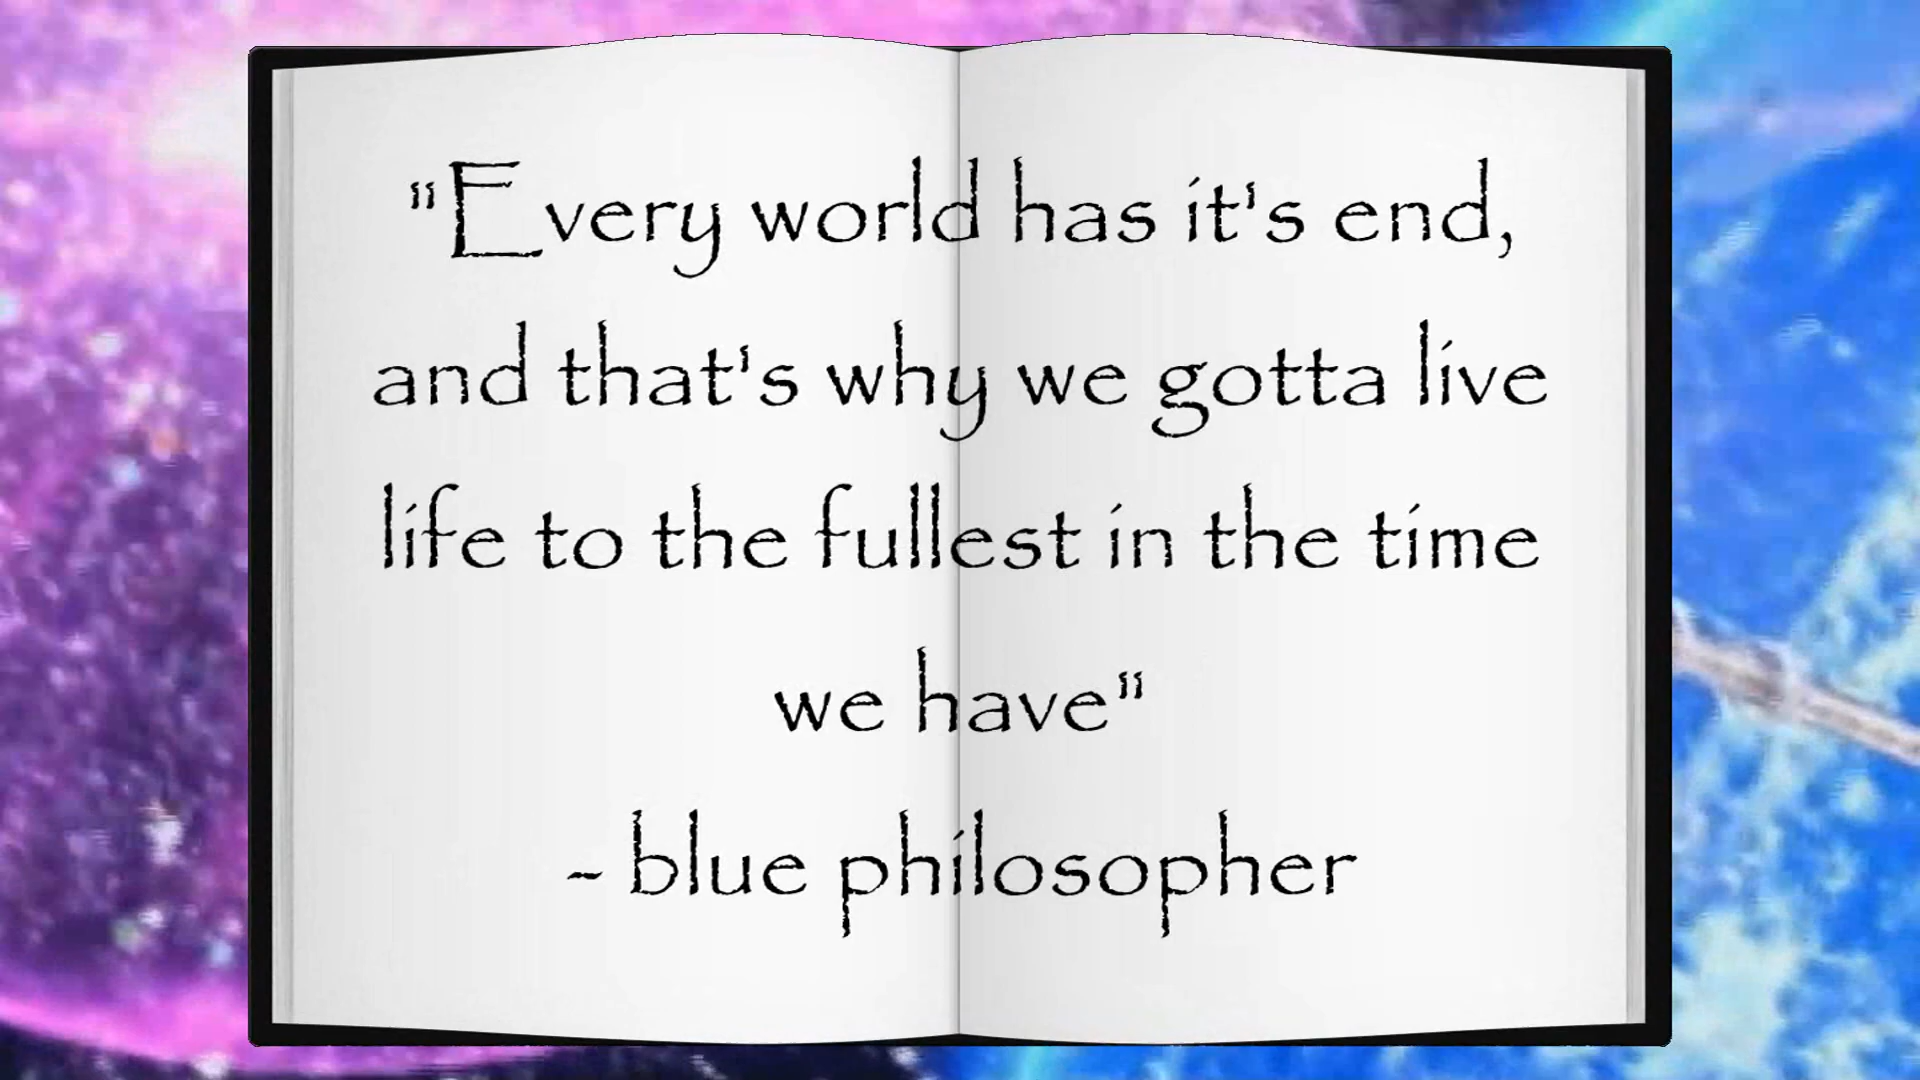 "Every world has it's end,
and that's why we gotta live
life to the fullest in the time
we have"
- blue philosopher